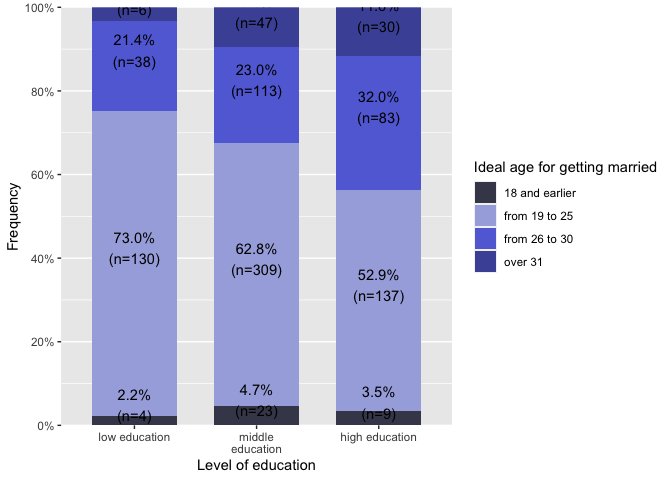 100%
80%
60%
40%
20%
0%
Frequency
(n=6)
21.4%
(n=38)
73.0%
(n=130)
2.2%
(n=4)
(n=47)
23.0%
(n=113)
62.8%
(n=309)
4.7%
(n=23)
(n=30)
32.0%
(n=83)
52.9%
(n=137)
3.5%
(n=9)
low education
middle
education
high education
Level of education
Ideal age for getting married
18 and earlier
from 19 to 25
from 26 to 30
over 31